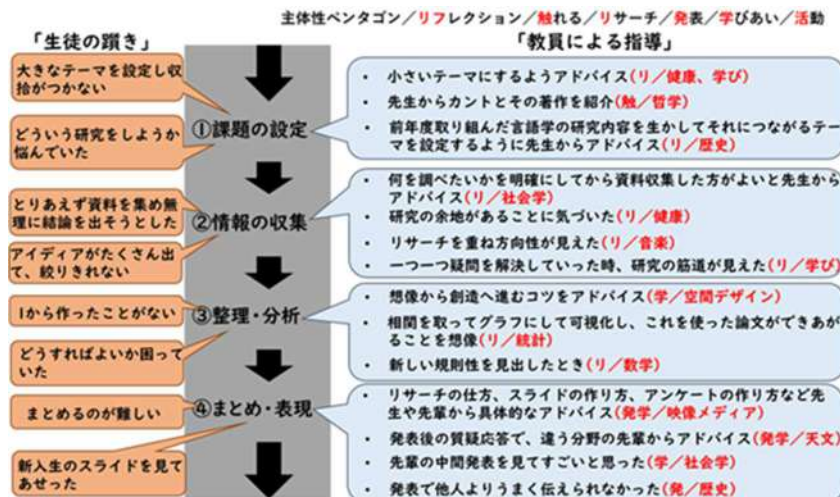 主体性ペンタゴン／リフレクション／触れる／リサーチ／発表／学びあい／活動
「生徒の躓き」
「教員による指導」
大きなテーマを設定し収
拾がつかない
どういう研究をしようか
悩んでいた
①課題の設定
・ 小さいテーマにするようアドバイス(リ／健康、学び)
・ 先生からカントとその著作を紹介(触／哲学)
・ 前年度取り組んだ言語学の研究内容を生かしてそれにつながるテー
マを設定するように先生からアドバイス(リ／歴史)
とりあえず資料を集め無
理に結論を出そうとした
アイディアがたくさん出
て、絞りきれない
②情報の収集
・ 何を調べたいかを明確にしてから資料収集した方がよいと先生から
アドバイス(リ／社会学)
・ 研究の余地があることに気づいた(リ／健康)
・ リサーチを重ね方向性が見えた(リ／音楽)
・ 一つ一つ疑問を解決していった時、研究の筋道が見えた(リ／学び)
1から作ったことがない
どうすればよいか困って
いた
③整理・分析
・ 想像から創造へ進むコツをアドバイス(学／空間デザイン)
・ 相関を取ってグラフにして可視化し、これを使った論文ができあが
ることを想像(リ／統計)
・ 新しい規則性を見出したとき(リ／数学)
まとめるのが難しい
新入生のスライドを見て
あせった
④まとめ・表現
・ リサーチの仕方、スライドの作り方、アンケートの作り方など先
生や先輩から具体的なアドバイス(発学／映像メディア)
・ 発表後の質疑応答で、違う分野の先輩からアドバイス(発学／天文)
・ 先輩の中間発表を見てすごいと思った(学／社会学)
・ 発表で他人よりうまく伝えられなかった(発／歴史)